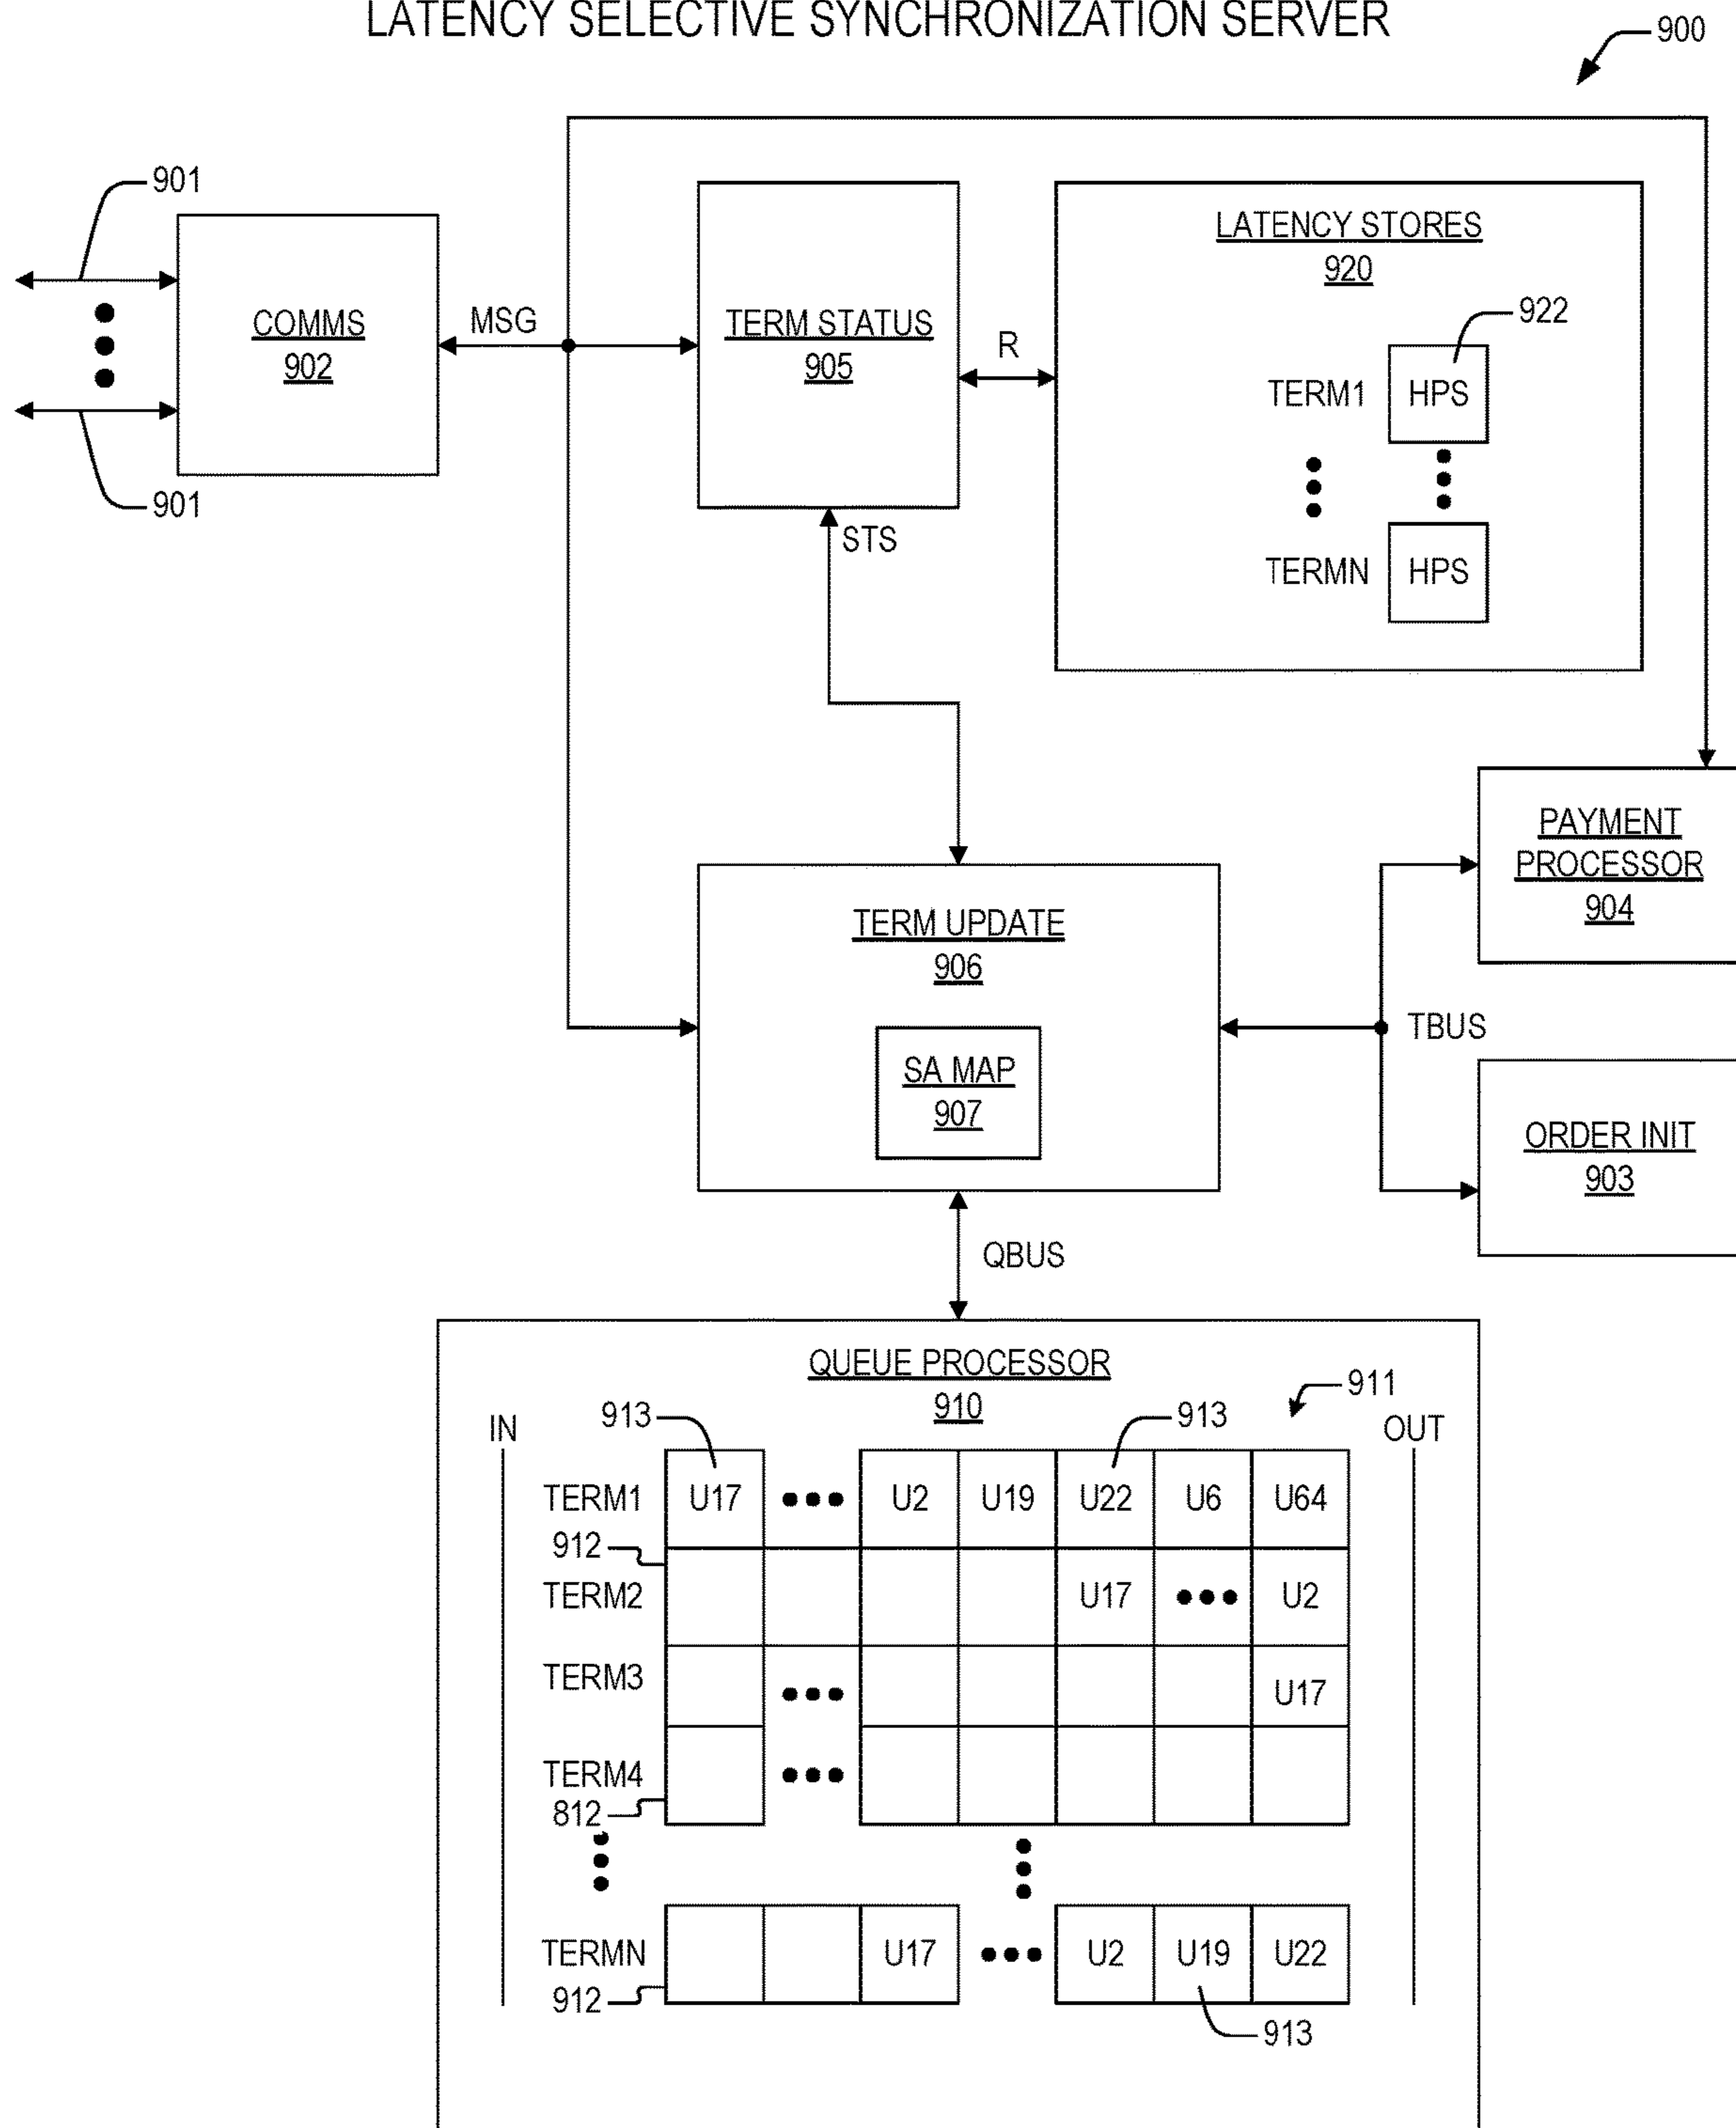 LATENCY SELECTIVE SYNCHRONIZATION SERVER
900
901
901
COMMS
902
MSG
TERM STATUS
905
R
LATENCY STORES
920
922
TERM1 HPS
TERMN HPS
STS
PAYMENT
PROCESSOR
904
TERM UPDATE
906
SA MAP
907
TBUS
ORDER INIT
903
QBUS
QUEUE PROCESSOR
910
911
913
913
IN
OUT
TERM1 U17 U2 U19 U22 U6 U64
912
TERM2 U17 U2
TERM3 U17
TERM4
812
TERMN U17 U2 U19 U22
912
913